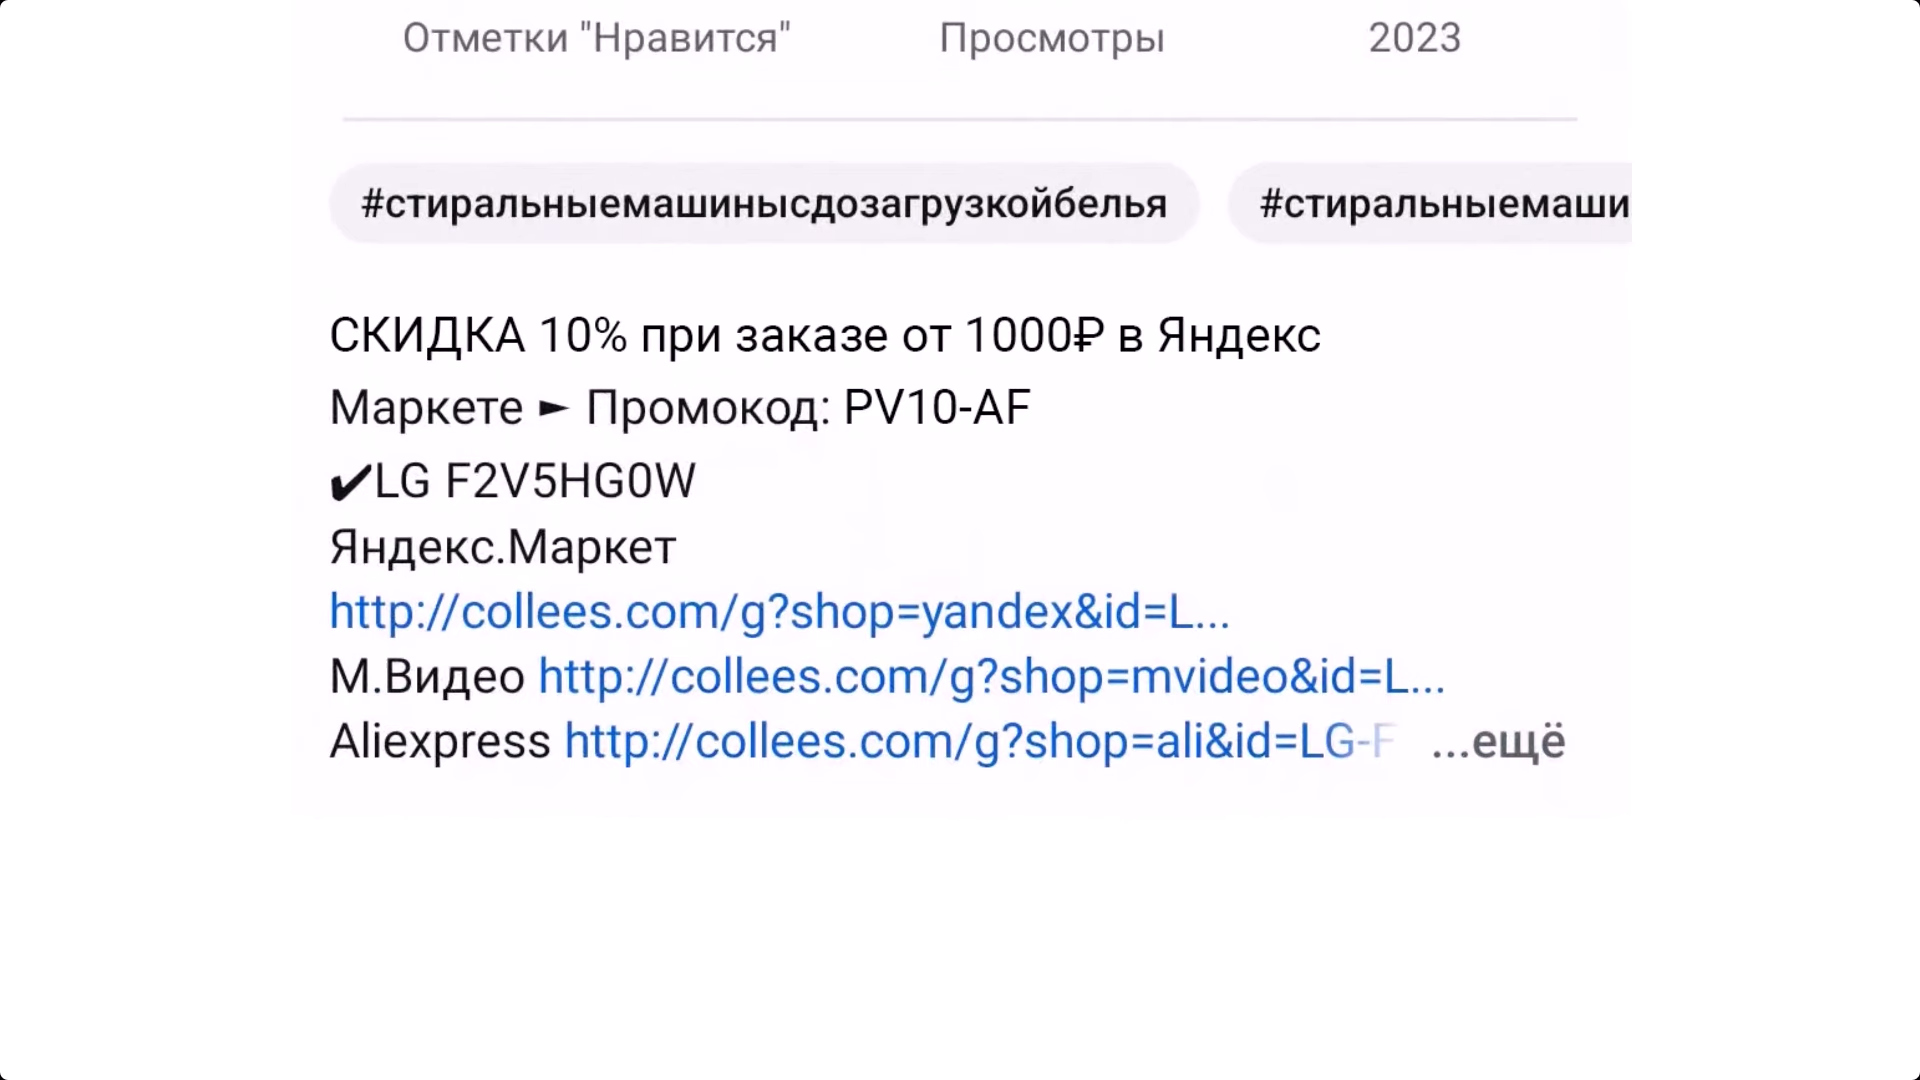 Отметки "Нравится" Просмотры 2023
#стиральныемашинысдозагрузкойбелья #стиральныемаши
СКИДКА 10% при заказе от 1000₽ в Яндекс
Маркете ► Промокод: PV10-AF
✔LG F2V5HG0W
Яндекс.Маркет
http://collees.com/g?shop=yandex&id=L...
М.Видео http://collees.com/g?shop=mvideo&id=L...
Aliexpress http://collees.com/g?shop=ali&id=LG-F ...ещё